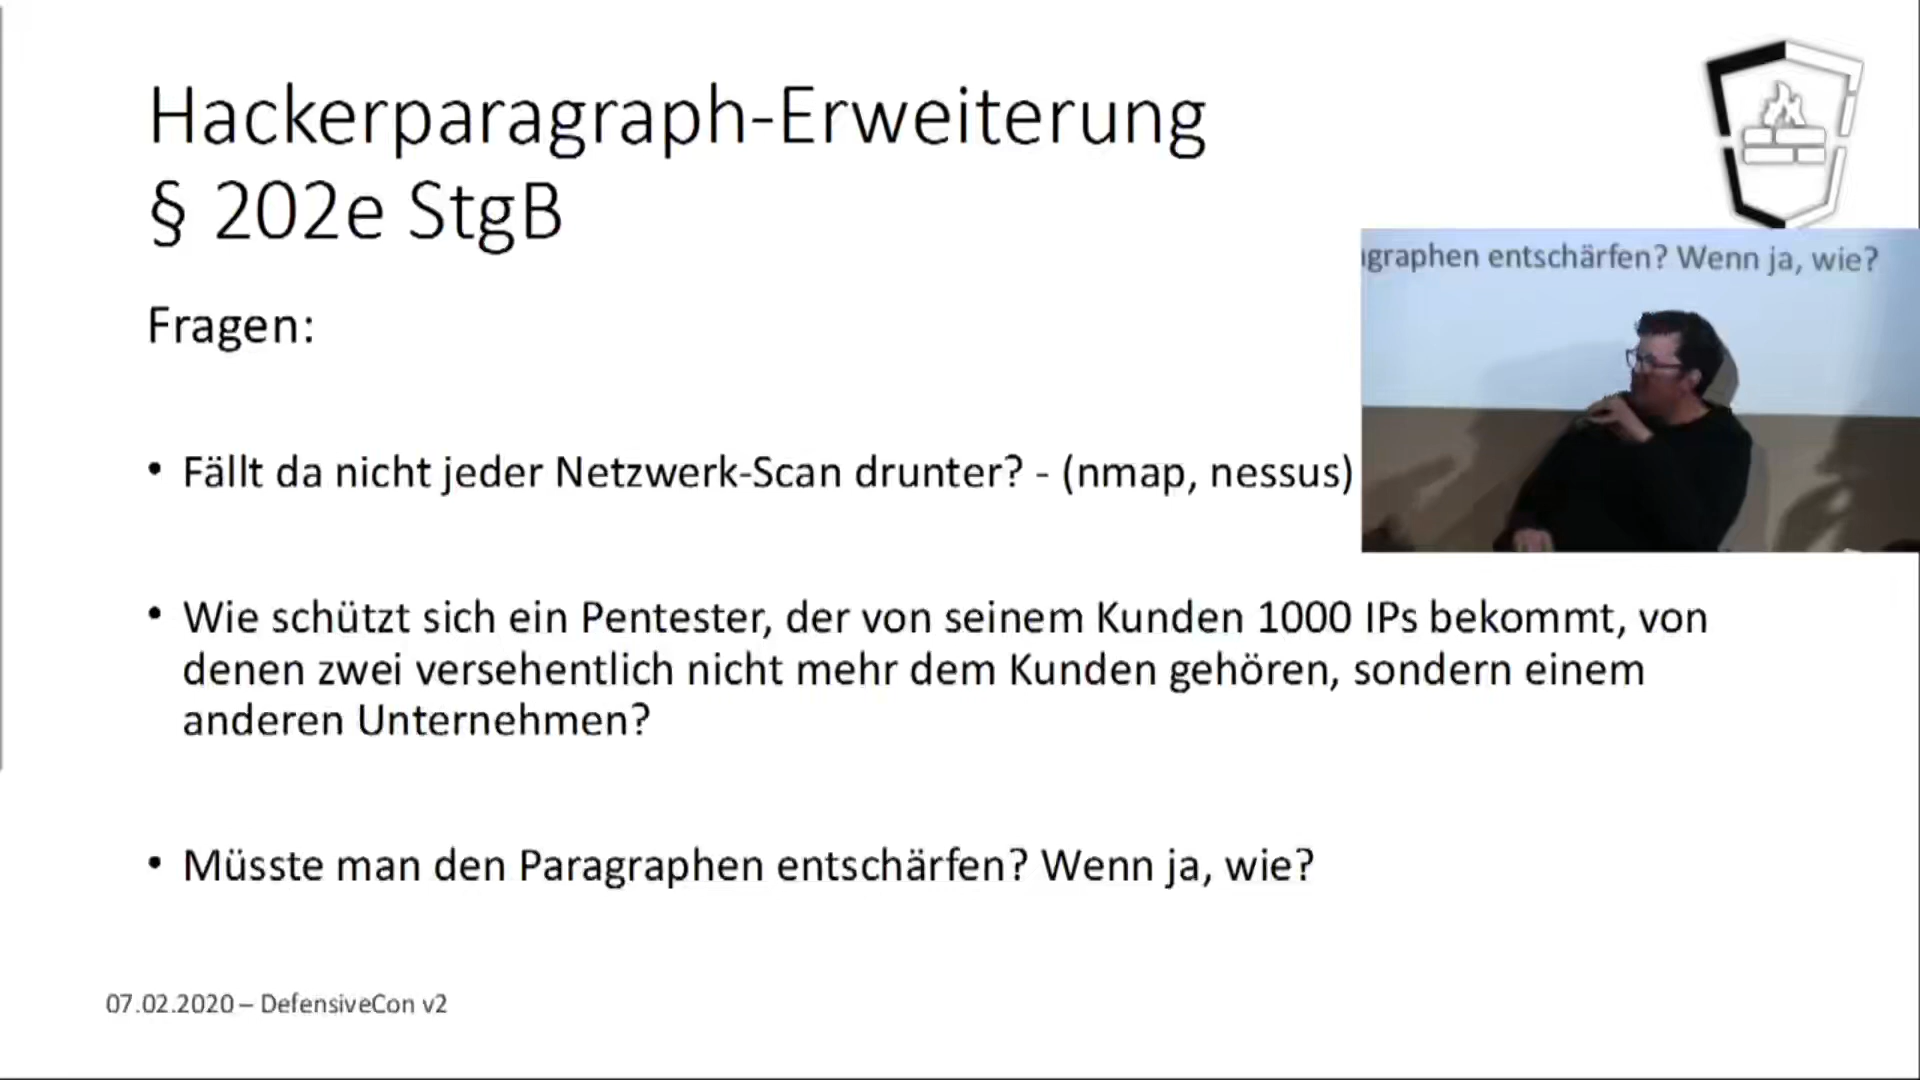 Hackerparagraph-Erweiterung
§ 202e StgB
graphen entschärfen? Wenn ja, wie?
Fragen:
• Fällt da nicht jeder Netzwerk-Scan drunter? - (nmap, nessus)
• Wie schützt sich ein Pentester, der von seinem Kunden 1000 IPs bekommt, von
denen zwei versehentlich nicht mehr dem Kunden gehören, sondern einem
anderen Unternehmen?
• Müsste man den Paragraphen entschärfen? Wenn ja, wie?
07.02.2020 – DefensiveCon v2